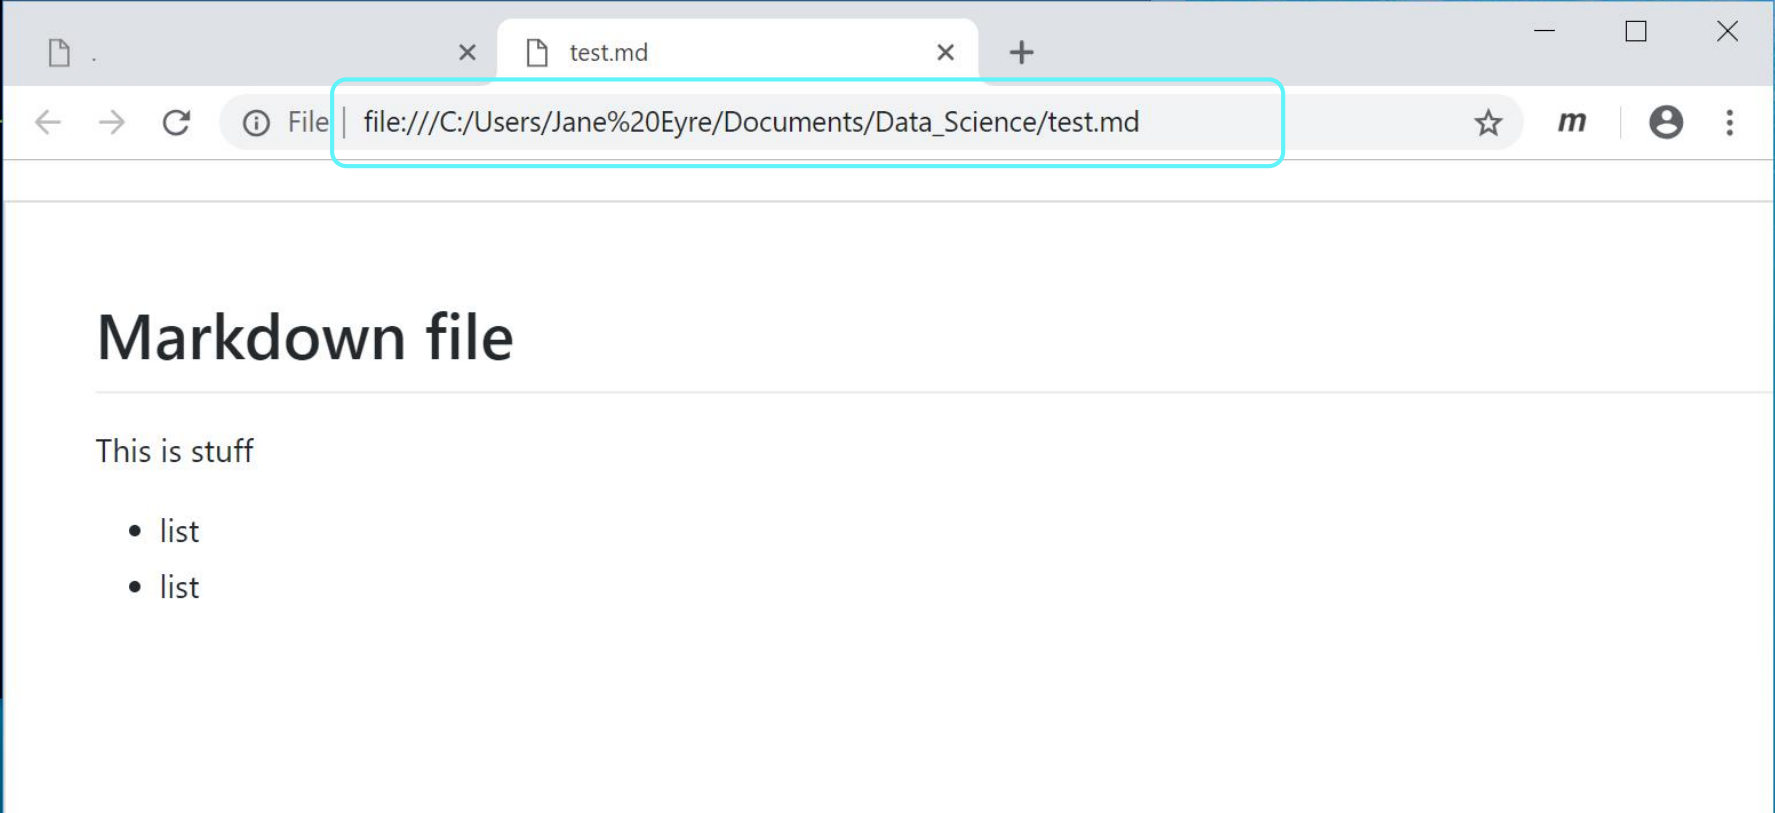 .
test.md
File
file:///C:/Users/Jane%20Eyre/Documents/Data_Science/test.md
m
Markdown file
This is stuff
• list
• list